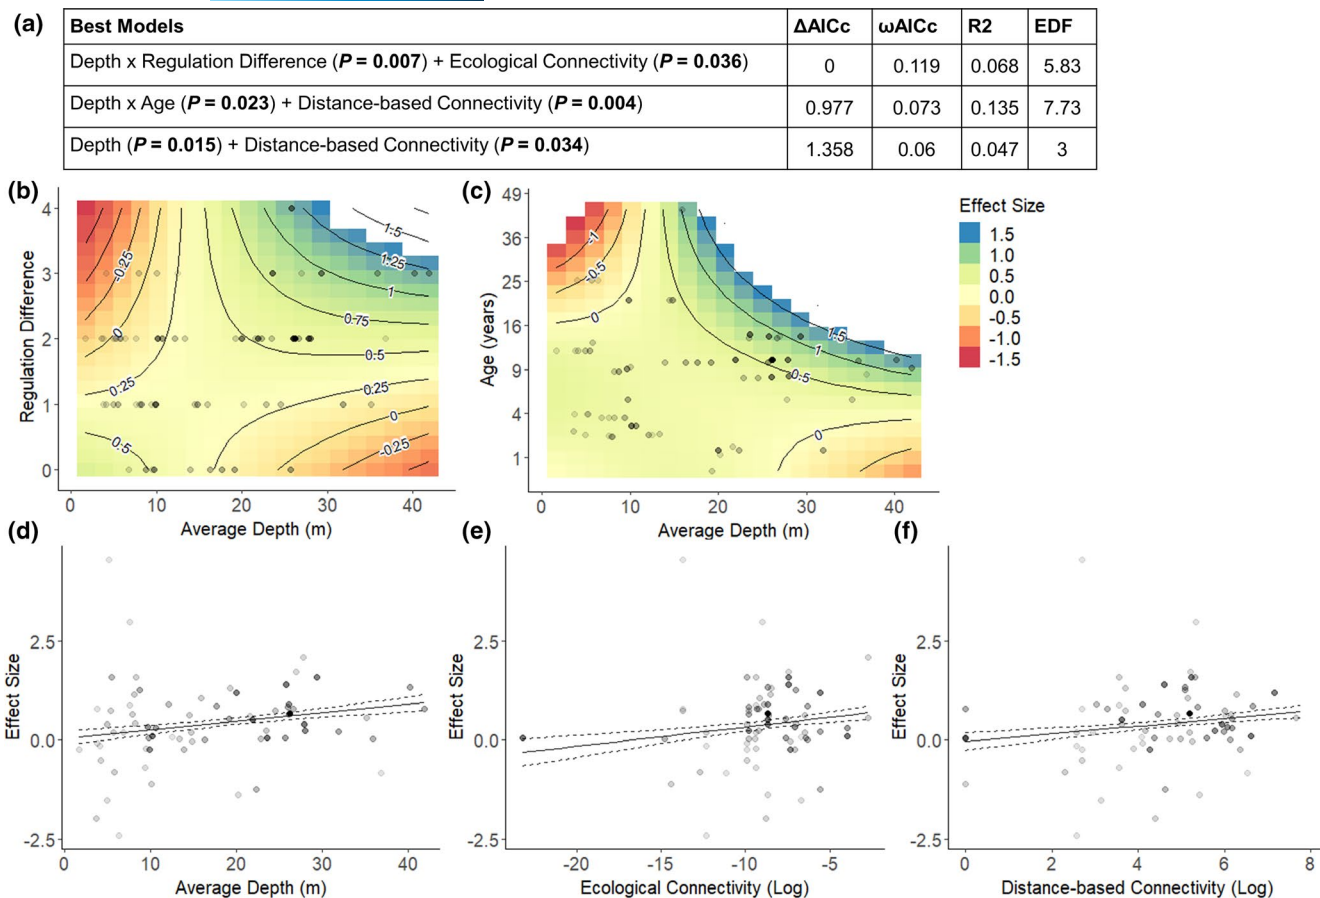 (a)
Best Models ΔAICc ωAICc R2 EDF
Depth x Regulation Difference (P = 0.007) + Ecological Connectivity (P = 0.036) 0 0.119 0.068 5.83
Depth x Age (P = 0.023) + Distance-based Connectivity (P = 0.004) 0.977 0.073 0.135 7.73
Depth (P = 0.015) + Distance-based Connectivity (P = 0.034) 1.358 0.06 0.047 3
(b)
Regulation Difference
4
3
2
1
0
-0.25
0
0.25
0.5
1.5
1.25
1
0.75
0.5
0.25
0
-0.25
0 10 20 30 40
Average Depth (m)
(c)
Age (years)
49
36
25
16
9
4
1
-1
-0.5
0
1.5
1
0.5
0
0 10 20 30 40
Average Depth (m)
Effect Size
1.5
1.0
0.5
0.0
-0.5
-1.0
-1.5
(d)
Effect Size
2.5
0.0
-2.5
0 10 20 30 40
Average Depth (m)
(e)
Effect Size
2.5
0.0
-2.5
-20 -15 -10 -5
Ecological Connectivity (Log)
(f)
Effect Size
2.5
0.0
-2.5
0 2 4 6 8
Distance-based Connectivity (Log)